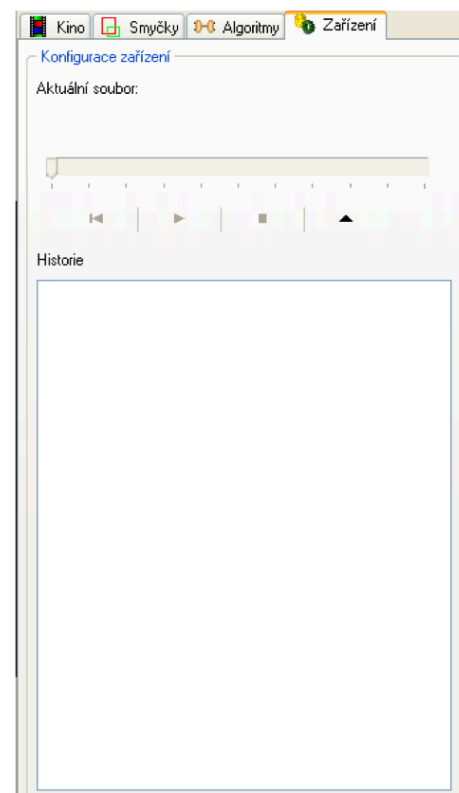 Kino Smyčky Algoritmy Zařízení
Konfigurace zařízení
Aktuální soubor:
Historie